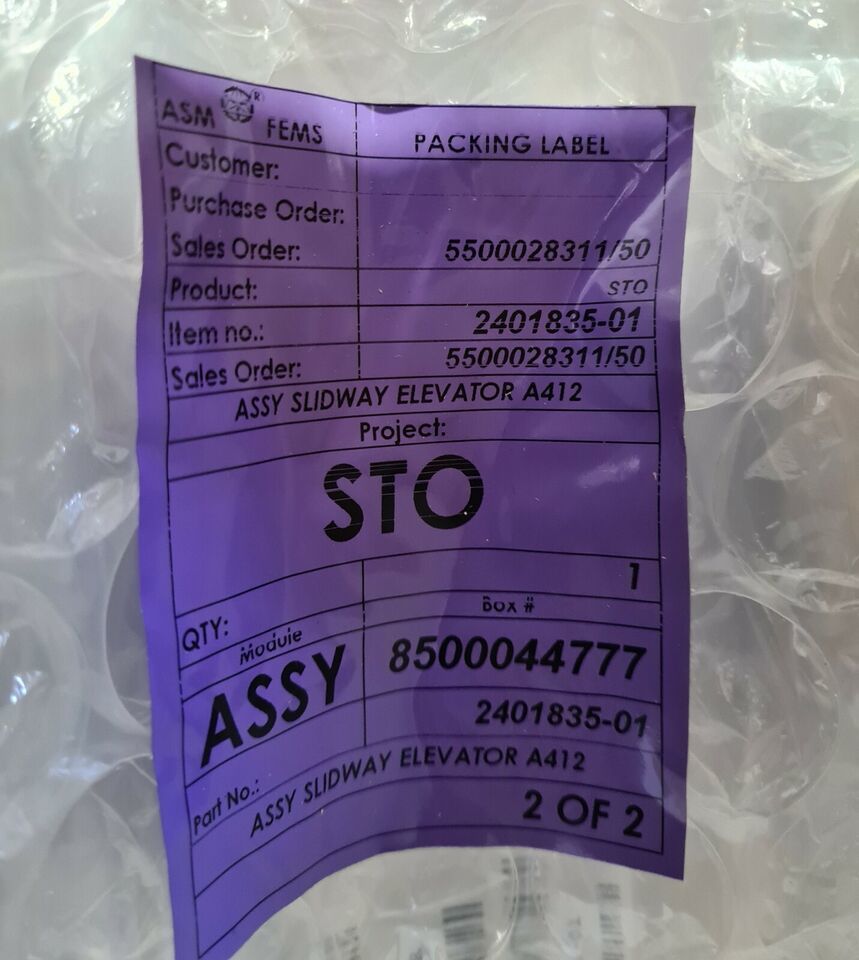 ASM ® FEMS PACKING LABEL
Customer:
Purchase Order:
Sales Order: 5500028311/50
Product: STO
Item no.: 2401835-01
Sales Order: 5500028311/50
ASSY SLIDWAY ELEVATOR A412
Project:
STO
QTY: 1
Module Box #
ASSY 8500044777
Part No.: 2401835-01
ASSY SLIDWAY ELEVATOR A412
2 OF 2